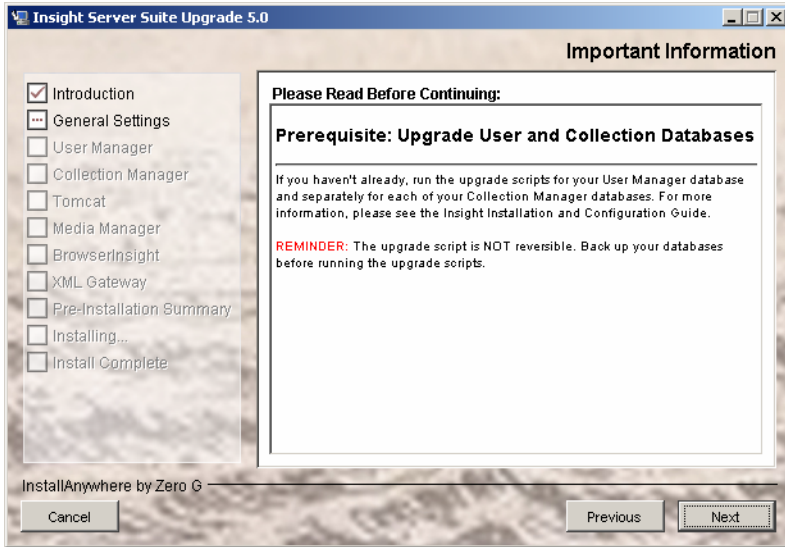 Insight Server Suite Upgrade 5.0
Important Information
Introduction
General Settings
User Manager
Collection Manager
Tomcat
Media Manager
BrowserInsight
XML Gateway
Pre-Installation Summary
Installing...
Install Complete
Please Read Before Continuing:
Prerequisite: Upgrade User and Collection Databases
If you haven't already, run the upgrade scripts for your User Manager database
and separately for each of your Collection Manager databases. For more
information, please see the Insight Installation and Configuration Guide.
REMINDER: The upgrade script is NOT reversible. Back up your databases
before running the upgrade scripts.
InstallAnywhere by Zero G
Cancel
Previous
Next